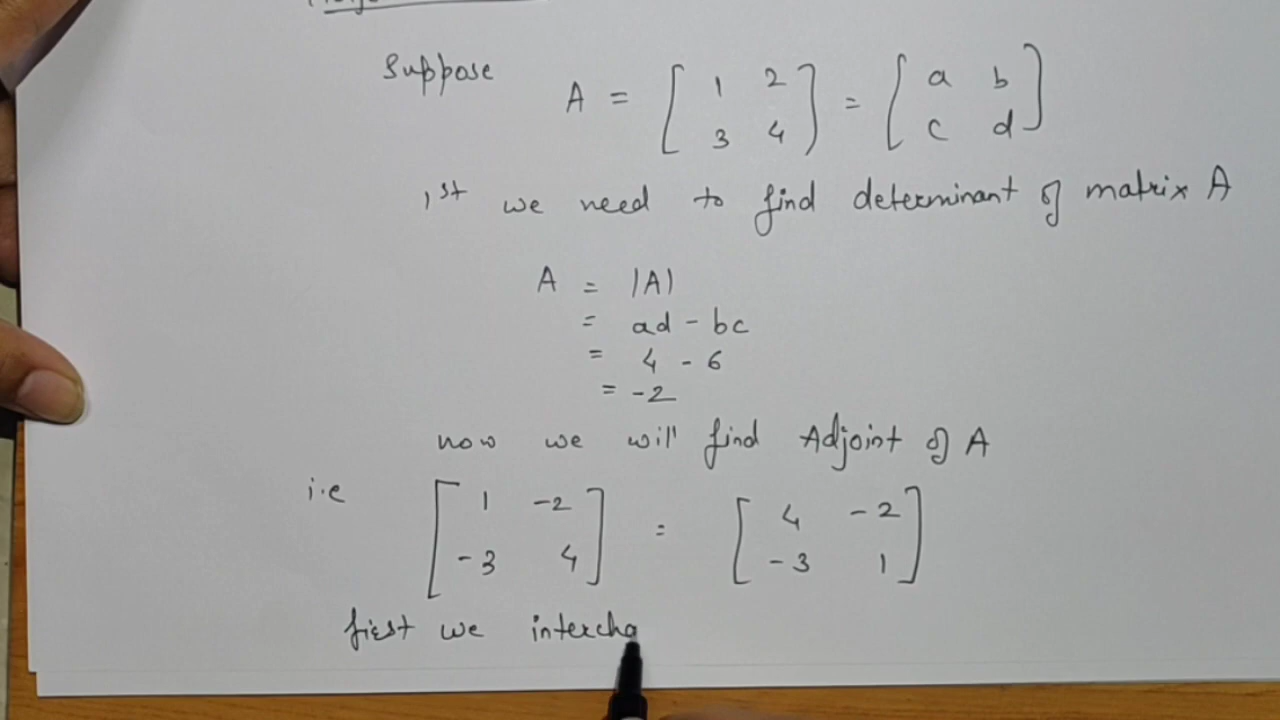 Suppose A = [ 1 2 3 4 ] = [ a b c d ]
1st we need to find determinant of matrix A
A = |A|
= ad - bc
= 4 - 6
= -2
now we will find Adjoint of A
i.e [ 1 -2 -3 4 ] = [ 4 -2 -3 1 ]
first we intercha